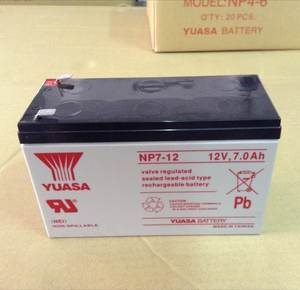 MODEL:NP4-6
Q'TY: 20 PCS.
YUASA BATTERY
YUASA
NP7-12
12V, 7.0Ah
valve regulated
sealed lead-acid type
rechargeable battery
Pb
NON-SPILLABLE
YUASA BATTERY
MADE IN TAIWAN